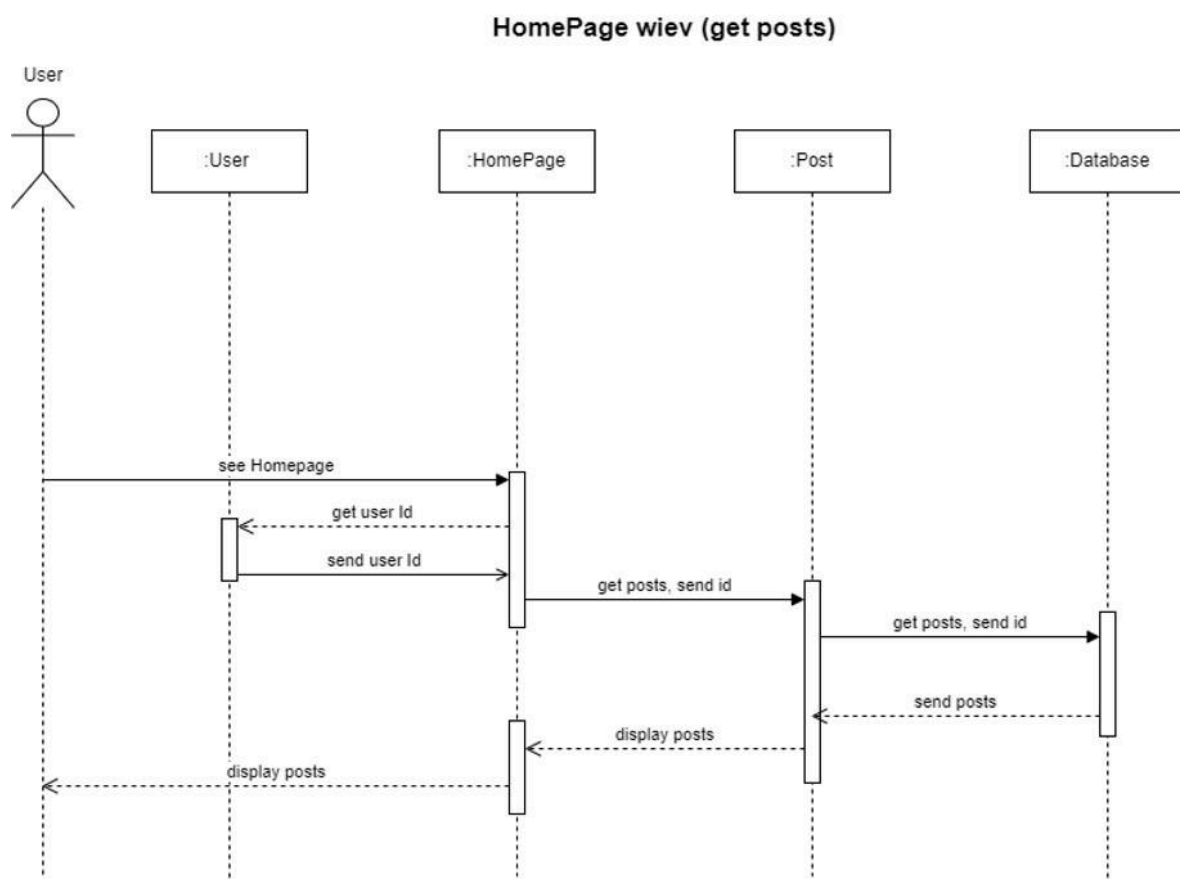 HomePage wiev (get posts)
User
:User
:HomePage
:Post
:Database
see Homepage
get user Id
send user Id
get posts, send id
get posts, send id
send posts
display posts
display posts